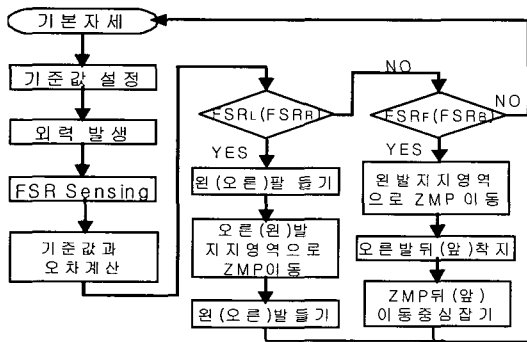 기본자세
기준값 설정
외력 발생
FSR Sensing
기준값과
오차계산
FSRL(FSRR)
YES
NO
왼(오른)팔 들기
오른(왼)발
지지영역으로
ZMP이동
왼(오른)발 들기
FSRF(FSRB)
NO
YES
왼발지지영역
으로 ZMP 이동
오른발뒤(앞)착지
ZMP뒤(앞)
이동중심잡기